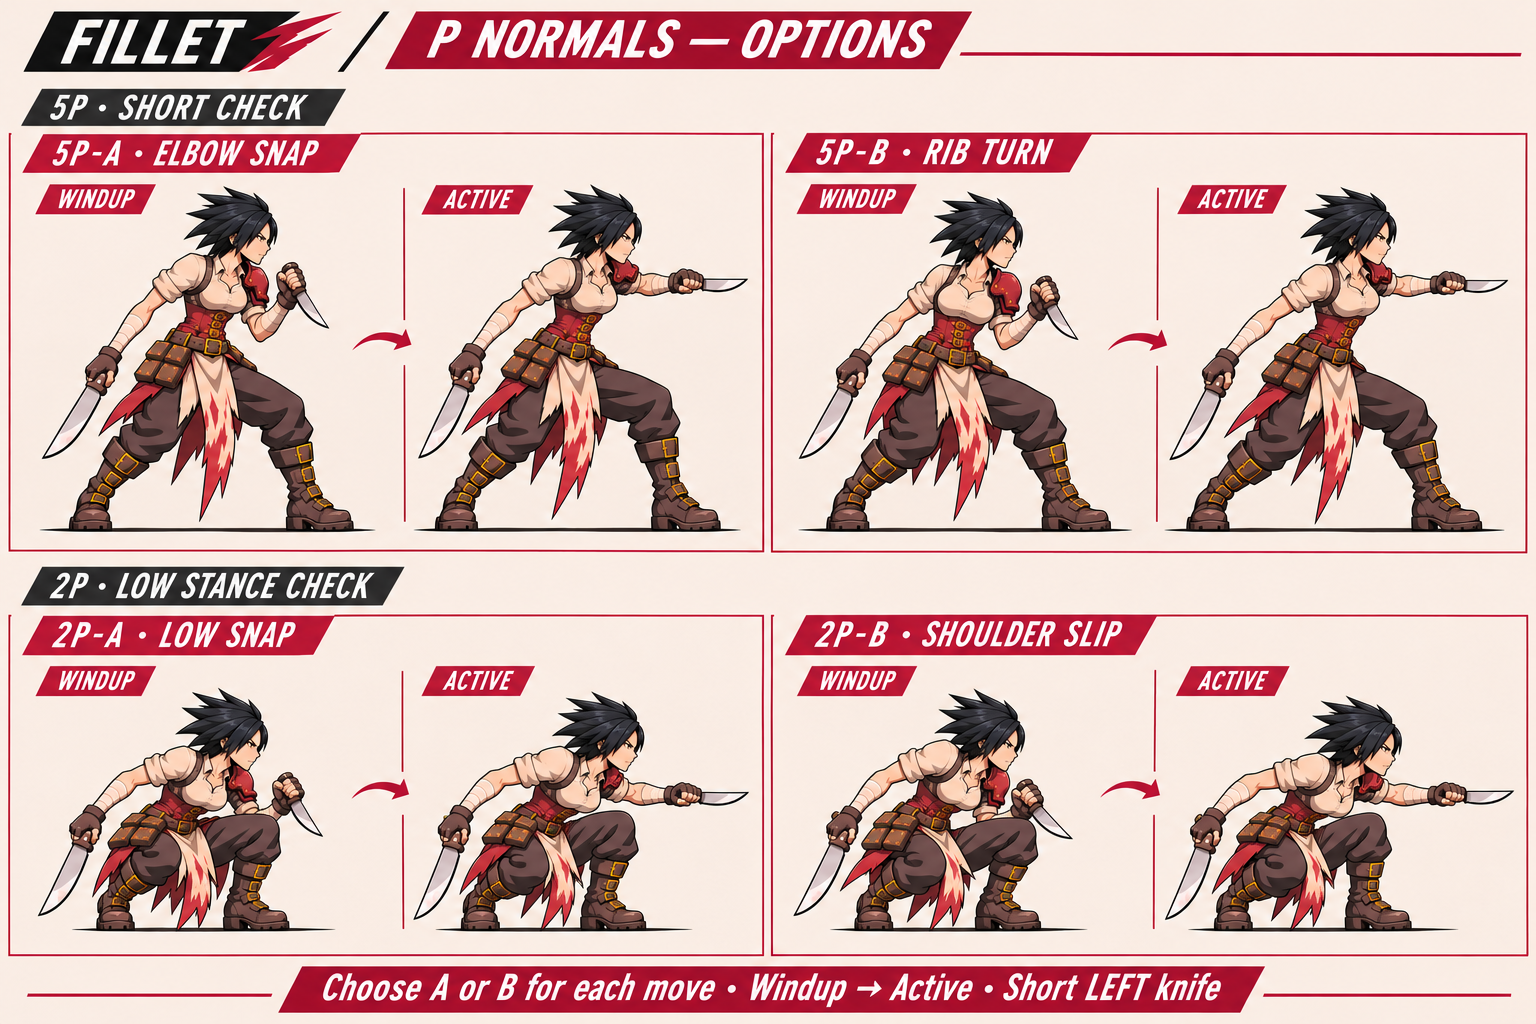 FILLET / P NORMALS — OPTIONS
5P • SHORT CHECK
5P-A • ELBOW SNAP
WINDUP
ACTIVE
5P-B • RIB TURN
WINDUP
ACTIVE
2P • LOW STANCE CHECK
2P-A • LOW SNAP
WINDUP
ACTIVE
2P-B • SHOULDER SLIP
WINDUP
ACTIVE
Choose A or B for each move • Windup → Active • Short LEFT knife